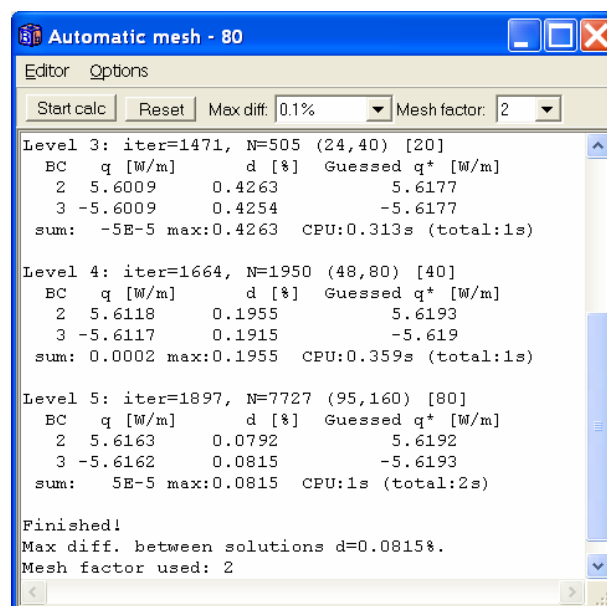 Automatic mesh - 80
Editor Options
Start calc Reset Max diff: 0.1% Mesh factor: 2
Level 3: iter=1471, N=505 (24,40) [20]
BC q [W/m] d [%] Guessed q* [W/m]
2 5.6009 0.4263 5.6177
3 -5.6009 0.4254 -5.6177
sum: -5E-5 max:0.4263 CPU:0.313s (total:1s)
Level 4: iter=1664, N=1950 (48,80) [40]
BC q [W/m] d [%] Guessed q* [W/m]
2 5.6118 0.1955 5.6193
3 -5.6117 0.1915 -5.619
sum: 0.0002 max:0.1955 CPU:0.359s (total:1s)
Level 5: iter=1897, N=7727 (95,160) [80]
BC q [W/m] d [%] Guessed q* [W/m]
2 5.6163 0.0792 5.6192
3 -5.6162 0.0815 -5.6193
sum: 5E-5 max:0.0815 CPU:1s (total:2s)
Finished!
Max diff. between solutions d=0.0815%.
Mesh factor used: 2